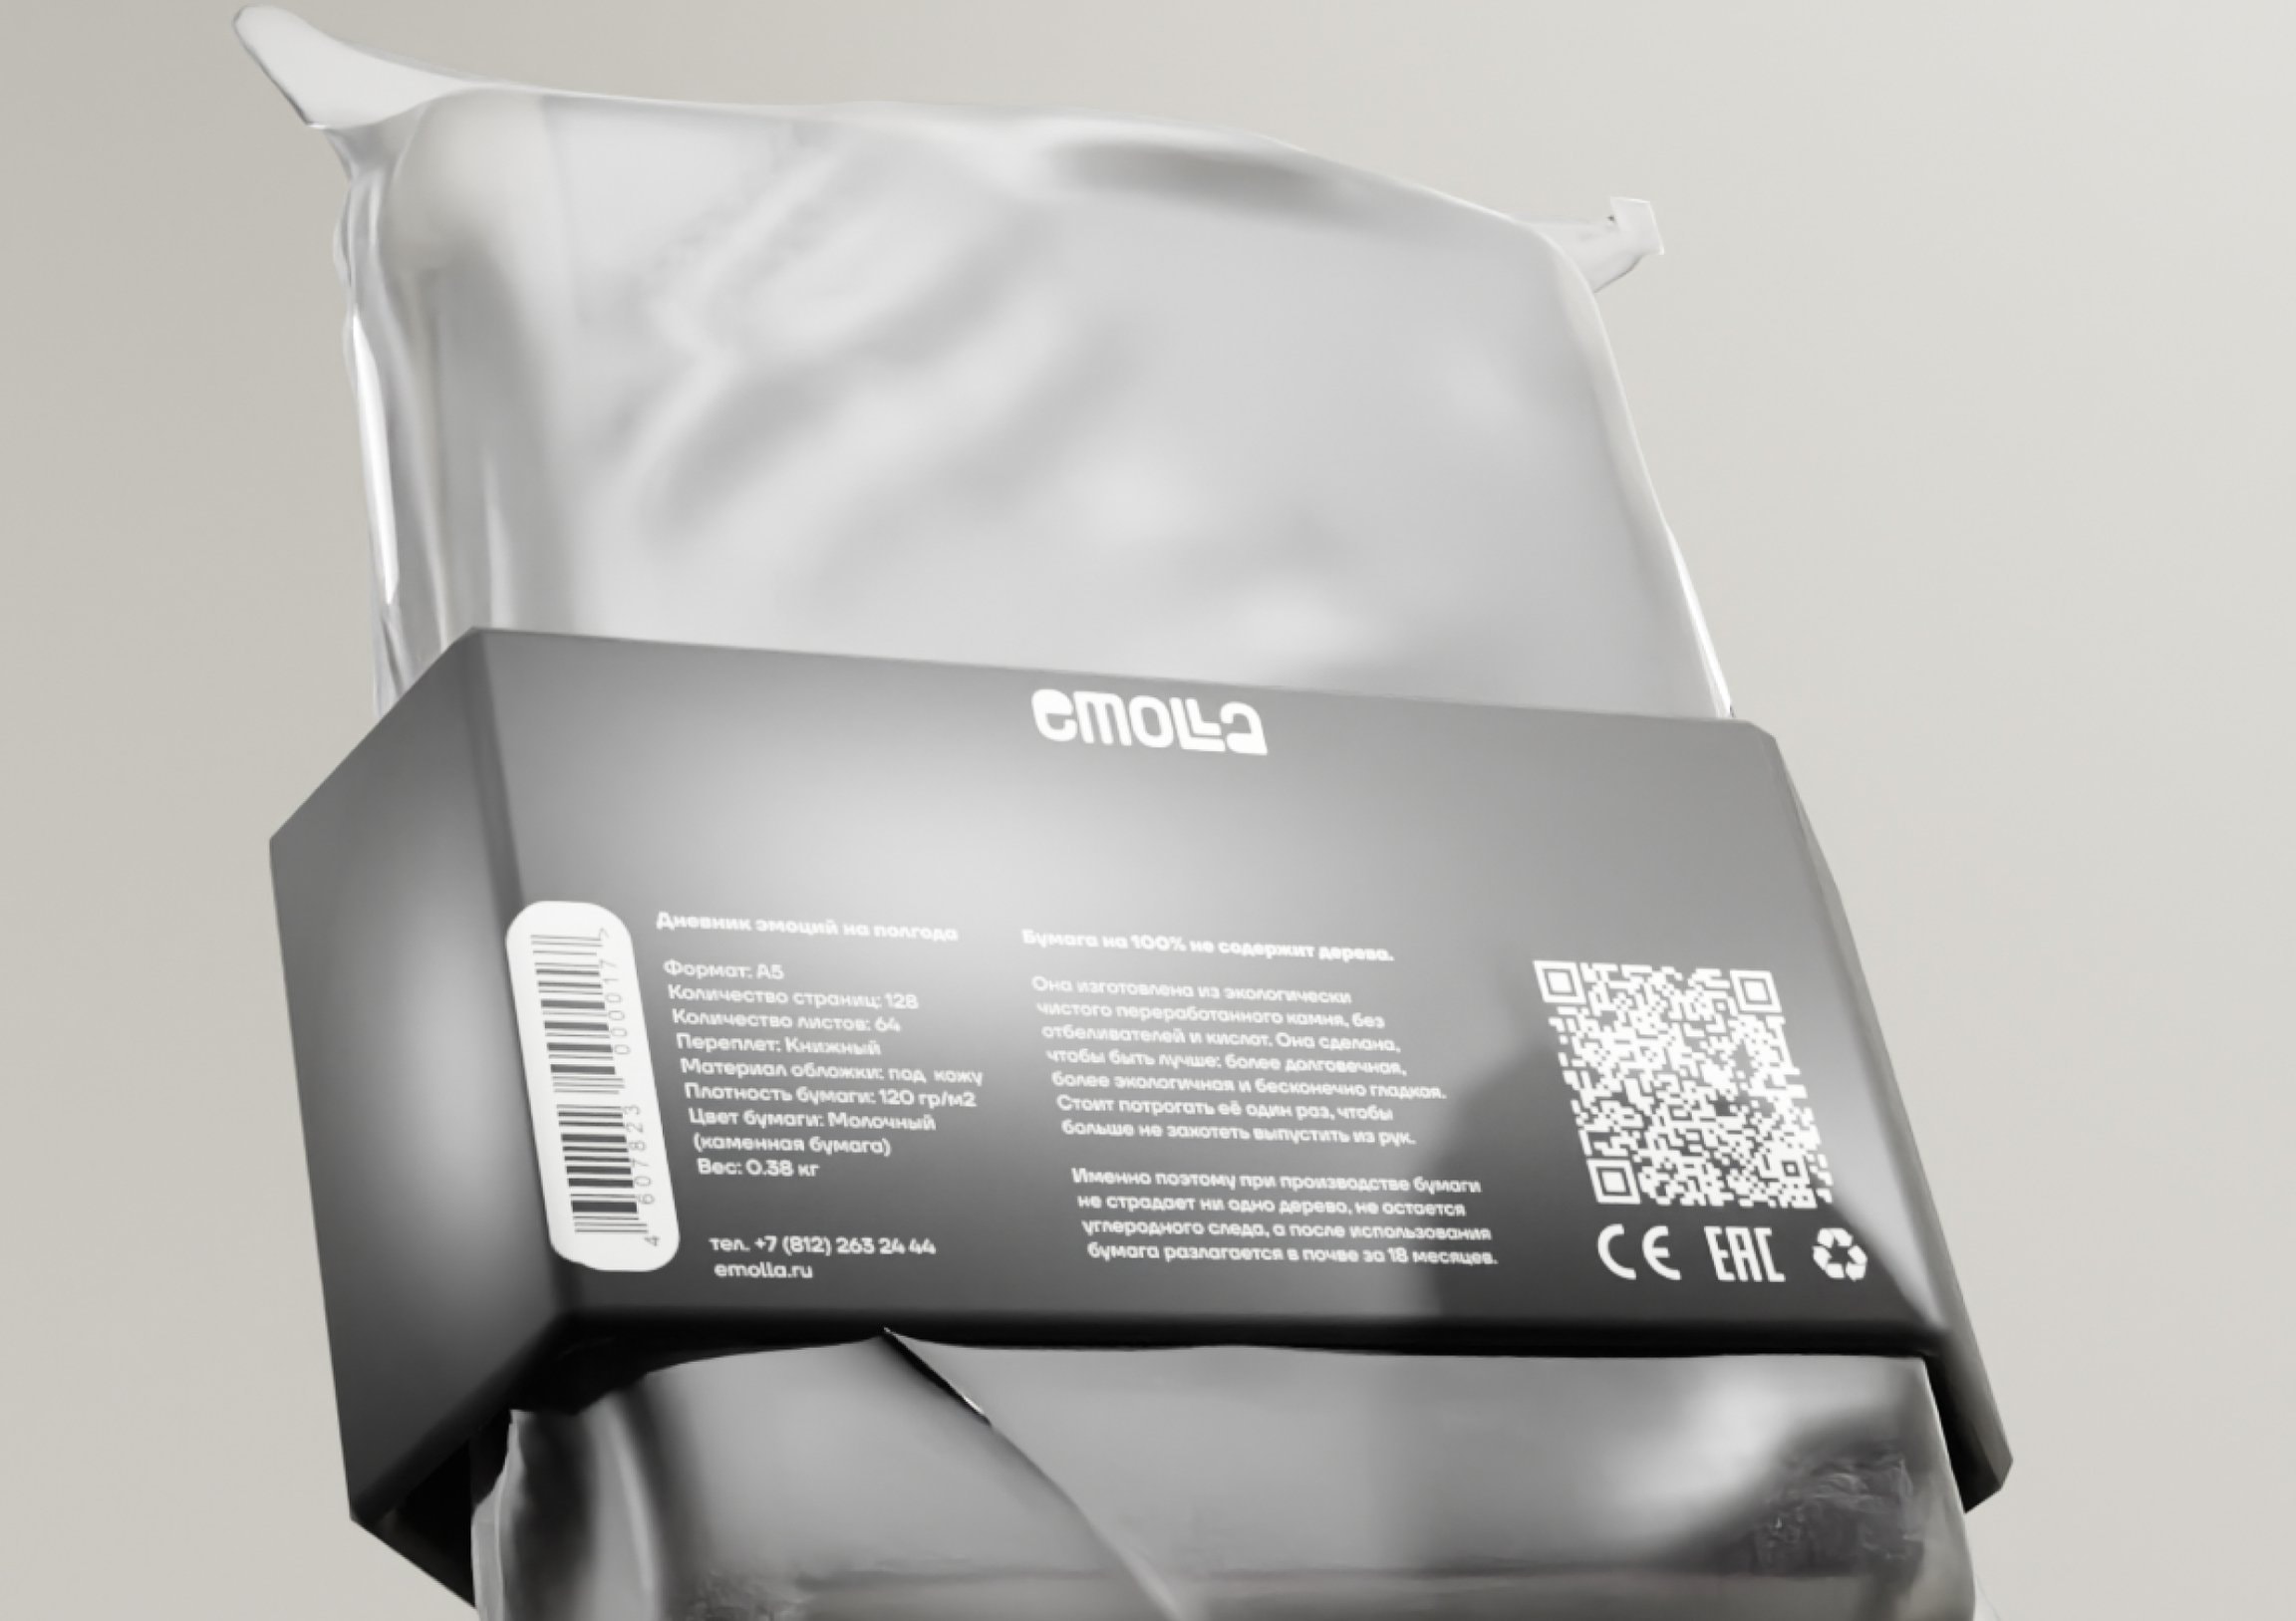 emolla
Дневник эмоций на полгода
Формат: А5
Количество страниц: 128
Количество листов: 64
Переплет: Книжный
Материал обложки: под кожу
Плотность бумаги: 120 гр/м2
Цвет бумаги: Молочный
(каменная бумага)
Вес: 0.38 кг
тел. +7 (812) 263 24 44
emolla.ru
Бумага на 100% не содержит дерева.
Она изготовлена из экологически
чистого переработанного камня, без
отбеливателей и кислот. Она сделана,
чтобы быть лучше: более долговечная,
более экологичная и бесконечно гладкая.
Стоит потрогать её один раз, чтобы
больше не захотеть выпустить из рук.
Именно поэтому при производстве бумаги
не страдает ни одно дерево, не остается
углеродного следа, а после использования
бумага разлагается в почве за 18 месяцев.
4 607823 000017 >
CE EAC